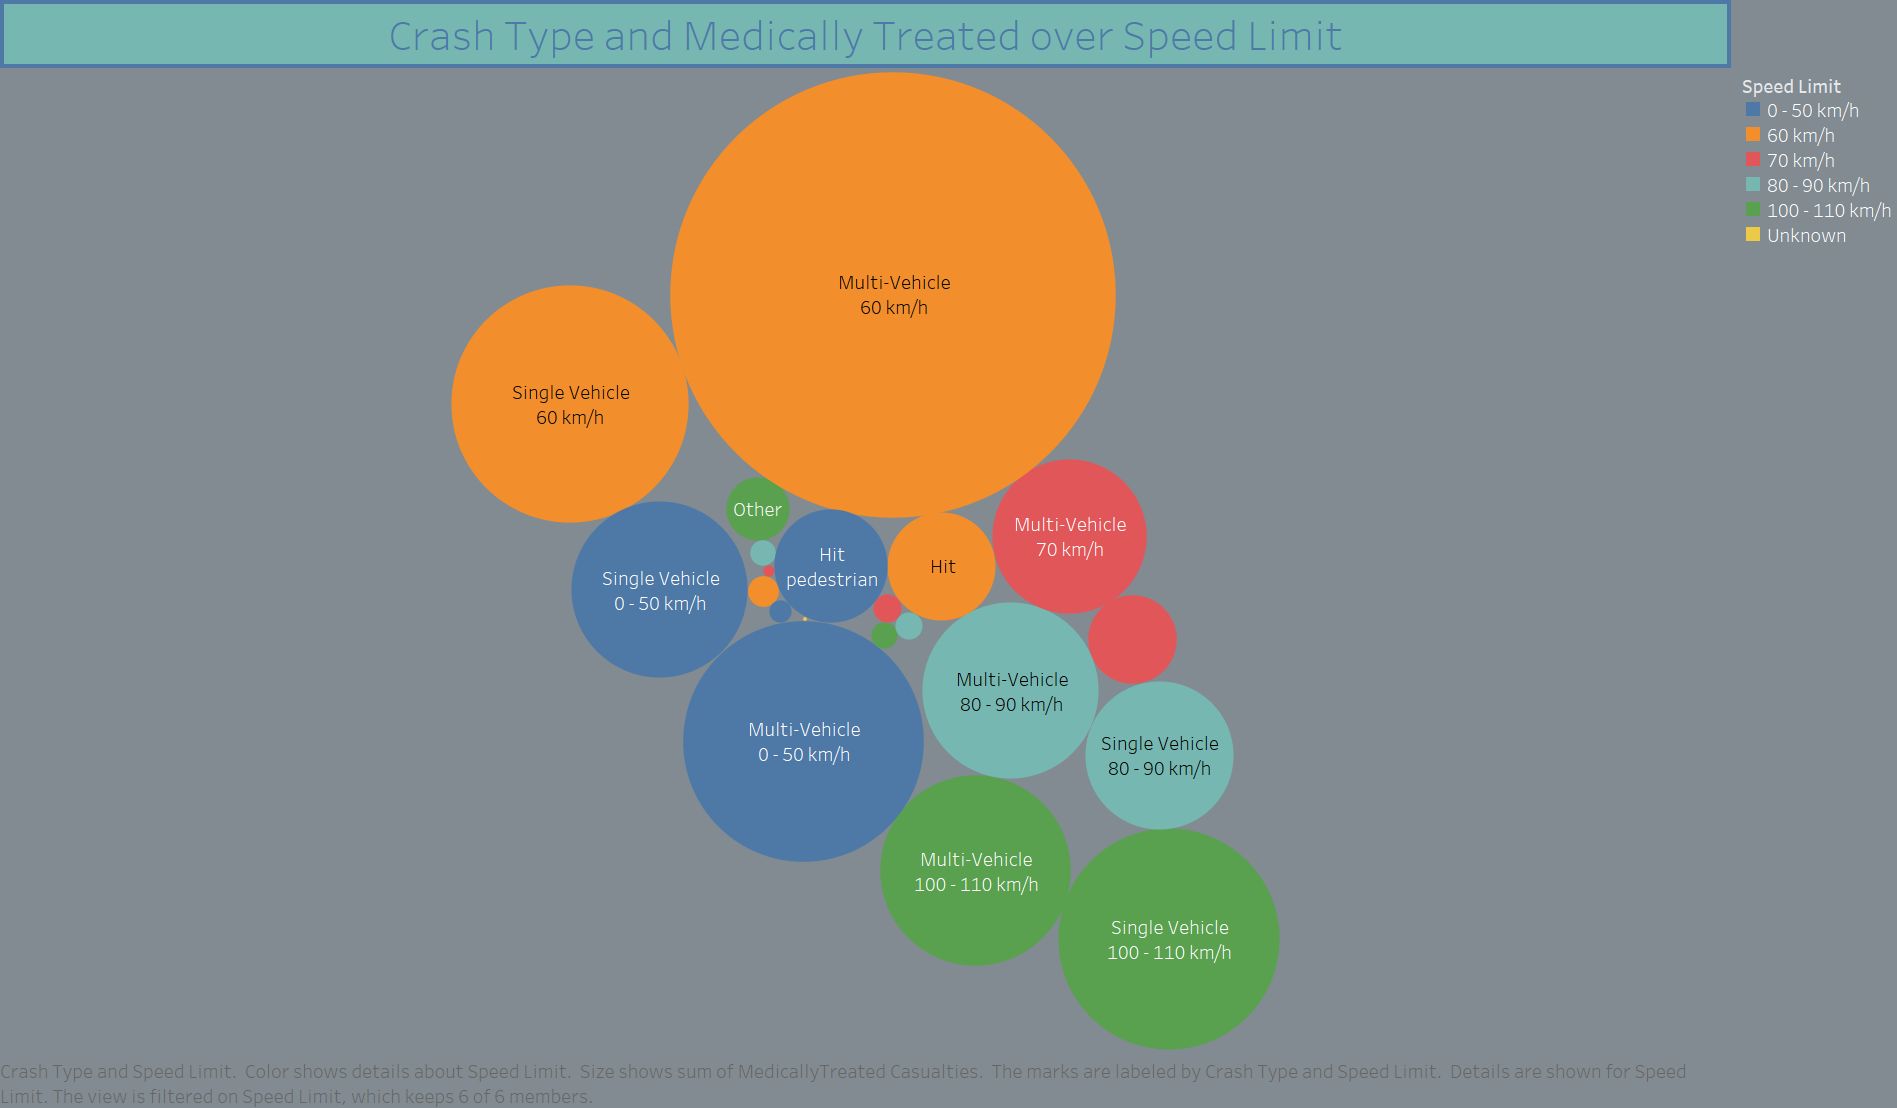 Crash Type and Medically Treated over Speed Limit
Speed Limit
0 - 50 km/h
60 km/h
70 km/h
80 - 90 km/h
100 - 110 km/h
Unknown
Multi-Vehicle
60 km/h
Single Vehicle
60 km/h
Other
Hit
pedestrian
Hit
Multi-Vehicle
70 km/h
Single Vehicle
0 - 50 km/h
Multi-Vehicle
80 - 90 km/h
Multi-Vehicle
0 - 50 km/h
Single Vehicle
80 - 90 km/h
Multi-Vehicle
100 - 110 km/h
Single Vehicle
100 - 110 km/h
Crash Type and Speed Limit.  Color shows details about Speed Limit.  Size shows sum of MedicallyTreated Casualties.  The marks are labeled by Crash Type and Speed Limit.  Details are shown for Speed
Limit. The view is filtered on Speed Limit, which keeps 6 of 6 members.